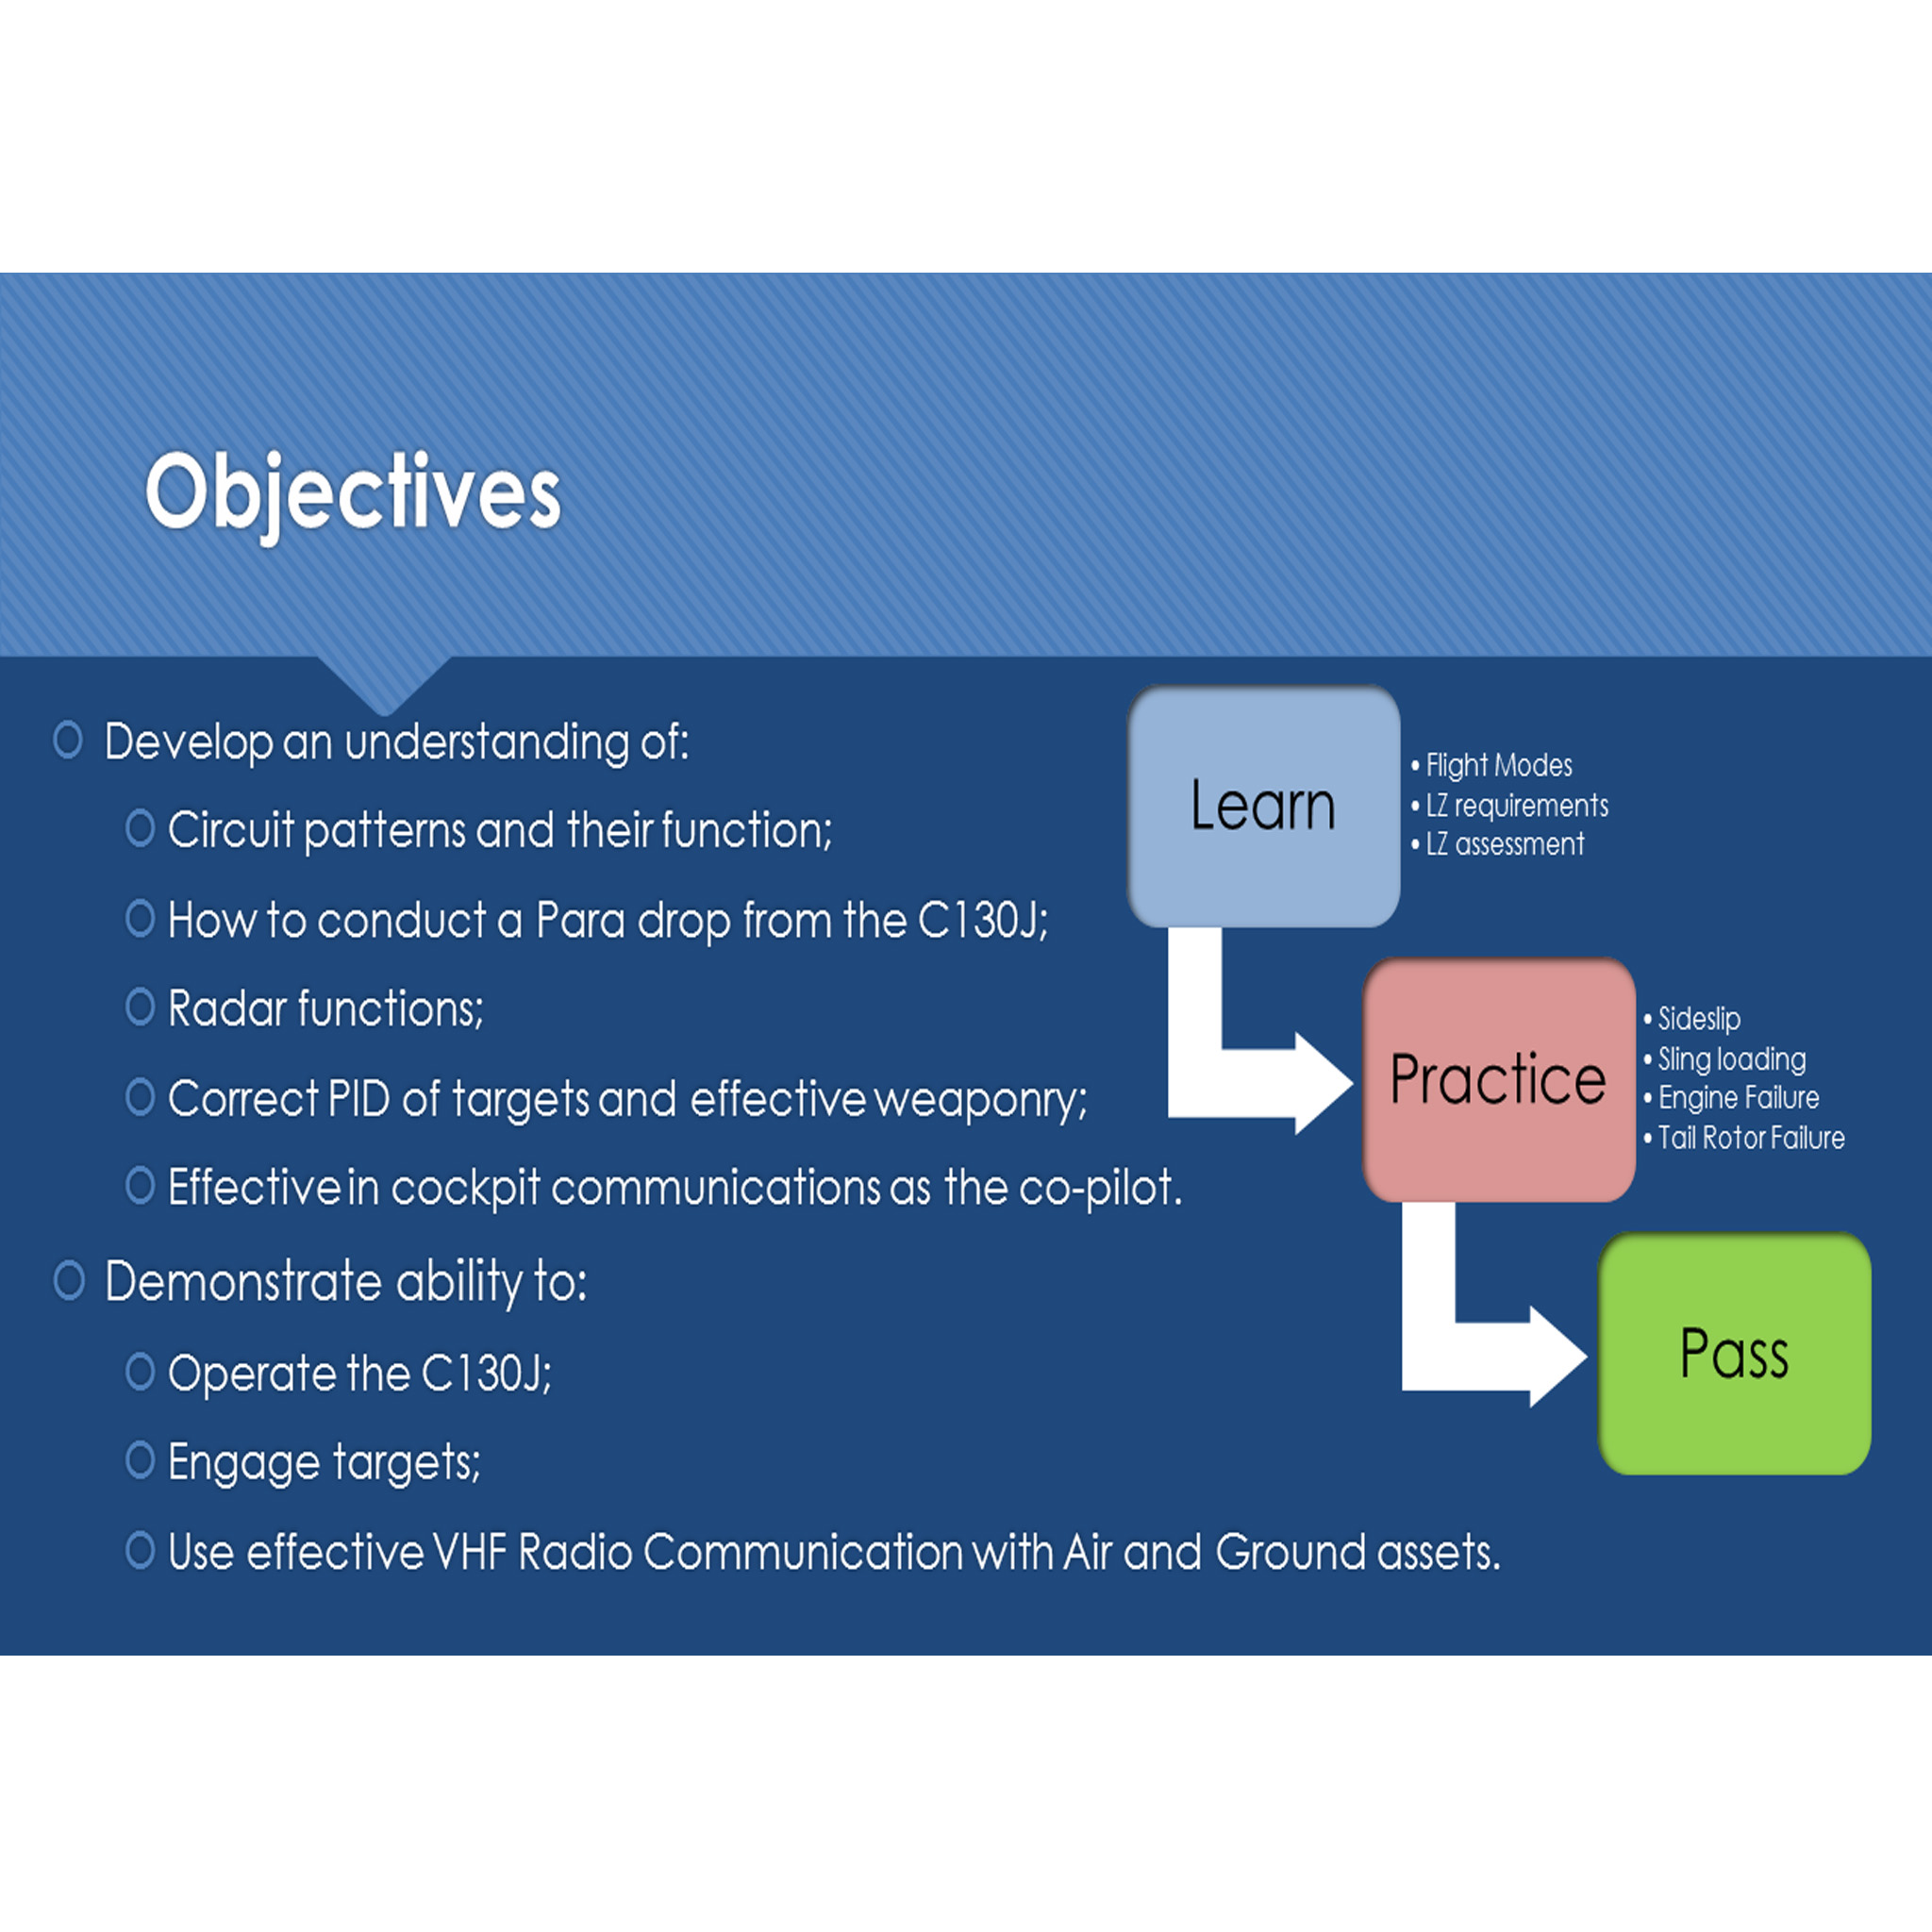 Objectives
Develop an understanding of:
Circuit patterns and their function;
How to conduct a Para drop from the C130J;
Radar functions;
Correct PID of targets and effective weaponry;
Effective in cockpit communications as the co-pilot.
Demonstrate ability to:
Operate the C130J;
Engage targets;
Use effective VHF Radio Communication with Air and Ground assets.
Learn
• Flight Modes
• LZ requirements
• LZ assessment
Practice
• Sideslip
• Sling loading
• Engine Failure
• Tail Rotor Failure
Pass